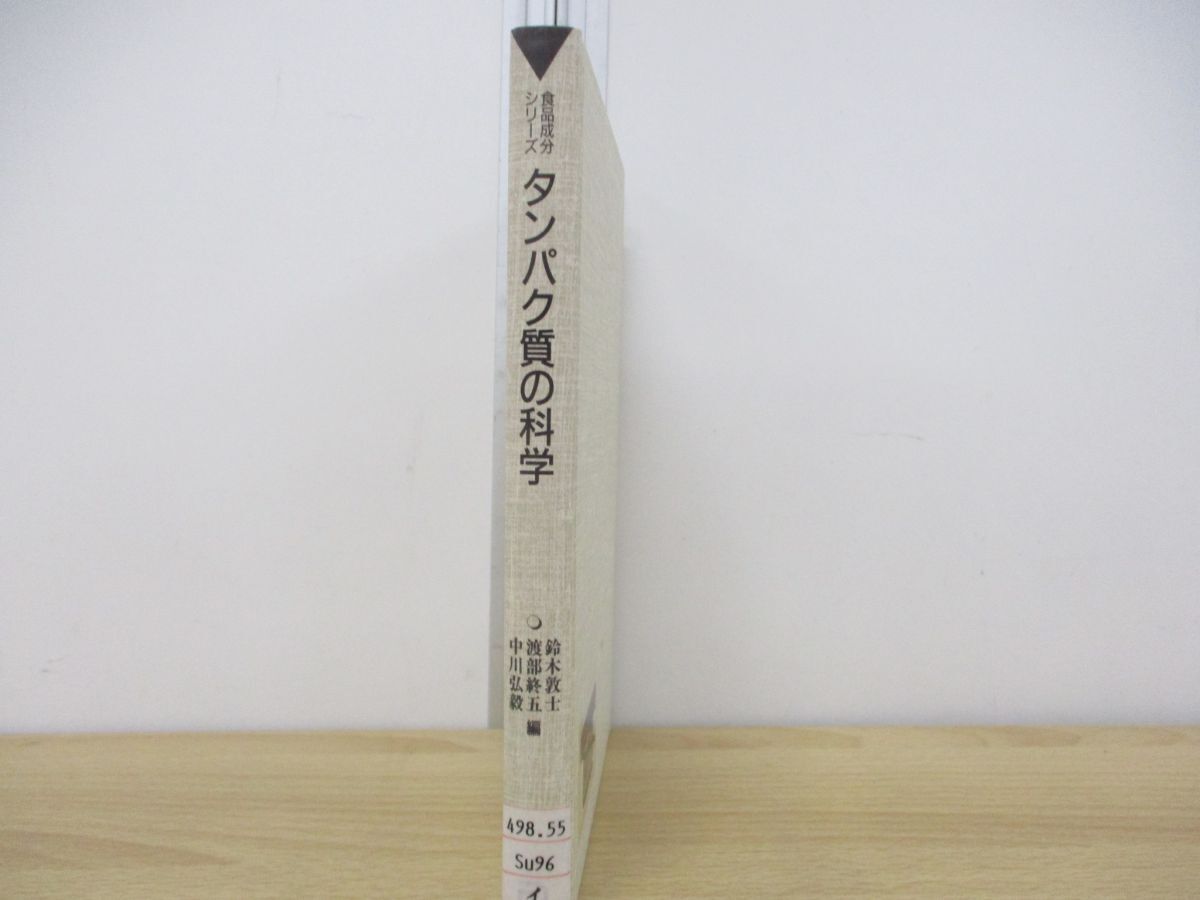 食品成分
シリーズ
タンパク質の科学
鈴木敦士
渡部終五
中川弘毅
編
498.55
Su96
イ